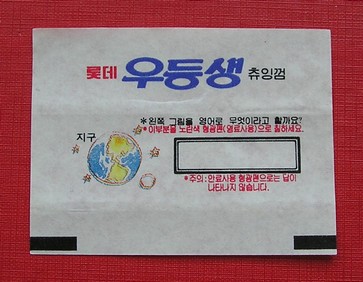 롯데 우등생 츄잉껌
*왼쪽 그림을 영어로 무엇이라고 할까요?
*이부분을 노란색 형광펜(염료사용)으로 칠하세요.
지구
*주의:안료사용 형광펜으로는 답이
나타나지 않습니다.